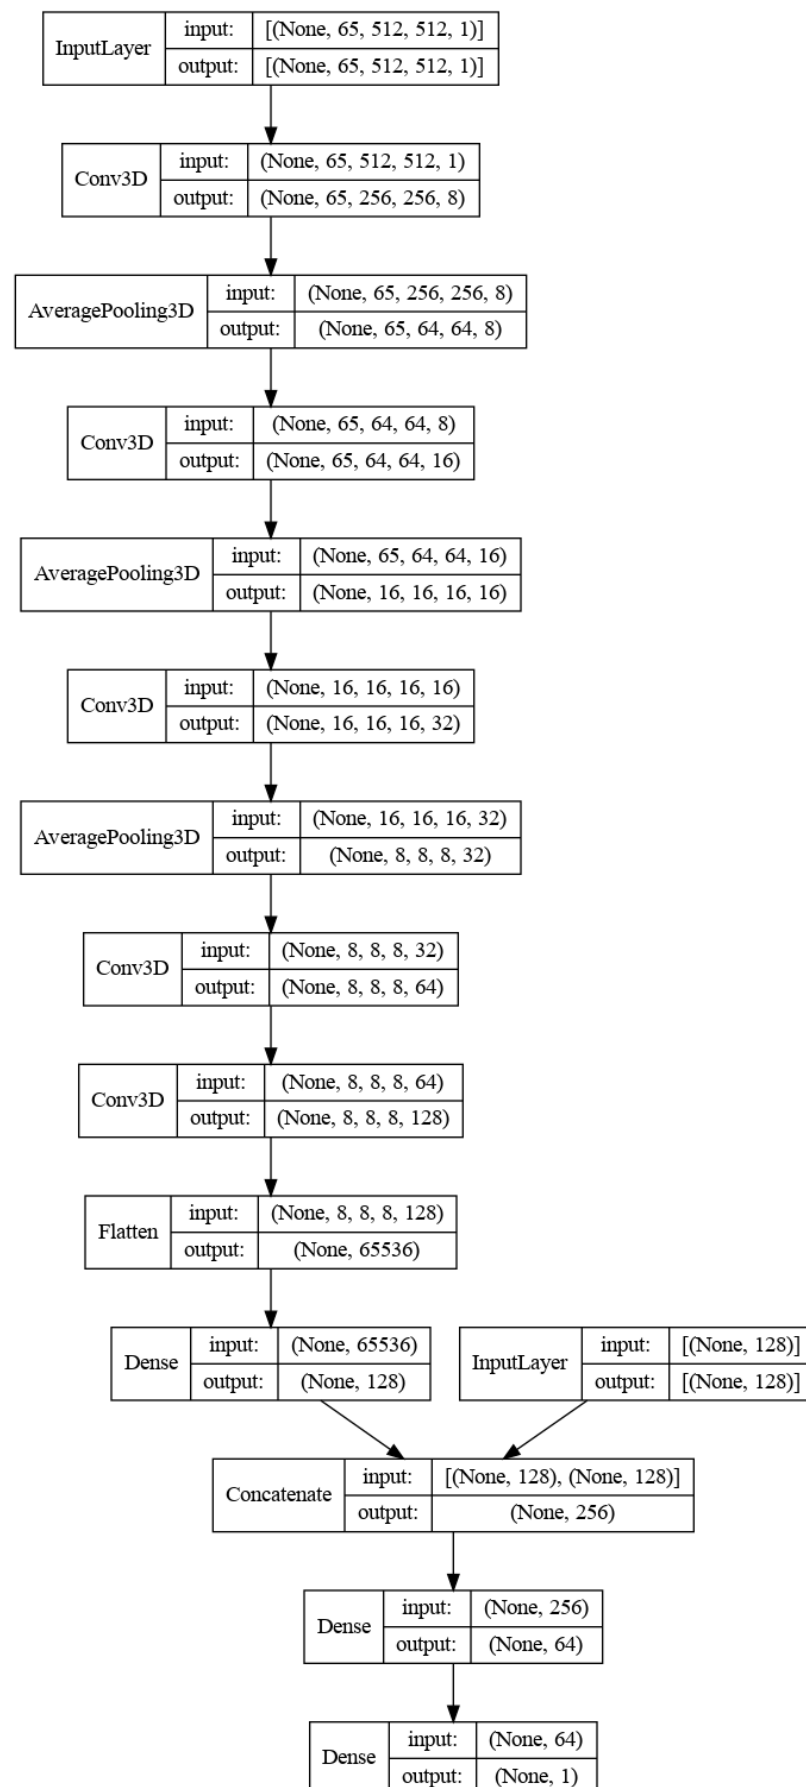 InputLayer
input: [(None, 65, 512, 512, 1)]
output: [(None, 65, 512, 512, 1)]
Conv3D
input: (None, 65, 512, 512, 1)
output: (None, 65, 256, 256, 8)
AveragePooling3D
input: (None, 65, 256, 256, 8)
output: (None, 65, 64, 64, 8)
Conv3D
input: (None, 65, 64, 64, 8)
output: (None, 65, 64, 64, 16)
AveragePooling3D
input: (None, 65, 64, 64, 16)
output: (None, 16, 16, 16, 16)
Conv3D
input: (None, 16, 16, 16, 16)
output: (None, 16, 16, 16, 32)
AveragePooling3D
input: (None, 16, 16, 16, 32)
output: (None, 8, 8, 8, 32)
Conv3D
input: (None, 8, 8, 8, 32)
output: (None, 8, 8, 8, 64)
Conv3D
input: (None, 8, 8, 8, 64)
output: (None, 8, 8, 8, 128)
Flatten
input: (None, 8, 8, 8, 128)
output: (None, 65536)
Dense
input: (None, 65536)
output: (None, 128)
InputLayer
input: [(None, 128)]
output: [(None, 128)]
Concatenate
input: [(None, 128), (None, 128)]
output: (None, 256)
Dense
input: (None, 256)
output: (None, 64)
Dense
input: (None, 64)
output: (None, 1)